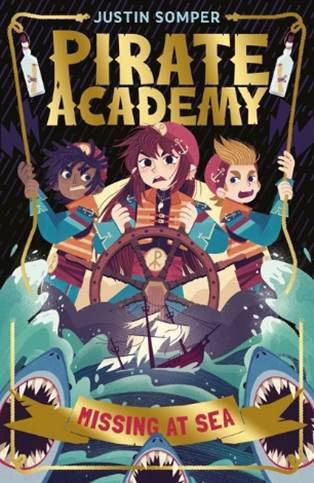 JUSTIN SOMPER
PIRATE
ACADEMY
MISSING AT SEA